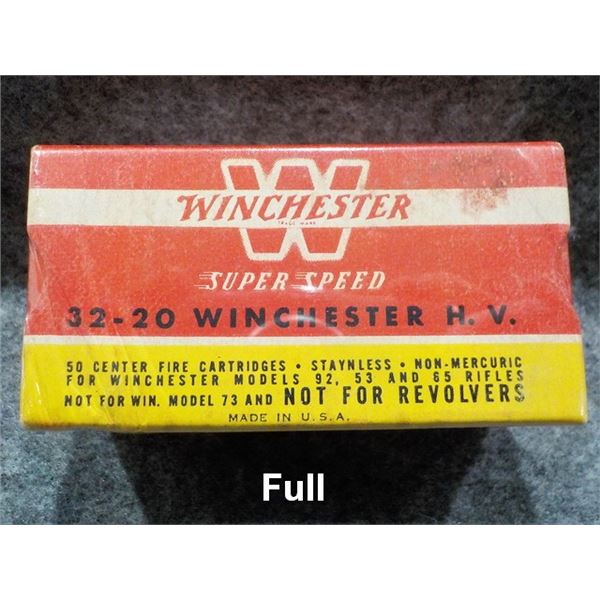 WINCHESTER
TRADE MARK
SUPER SPEED
32-20 WINCHESTER H. V.
50 CENTER FIRE CARTRIDGES • STAYNLESS • NON-MERCURIC
FOR WINCHESTER MODELS 92, 53 AND 65 RIFLES
NOT FOR WIN. MODEL 73 AND NOT FOR REVOLVERS
MADE IN U.S.A.
Full